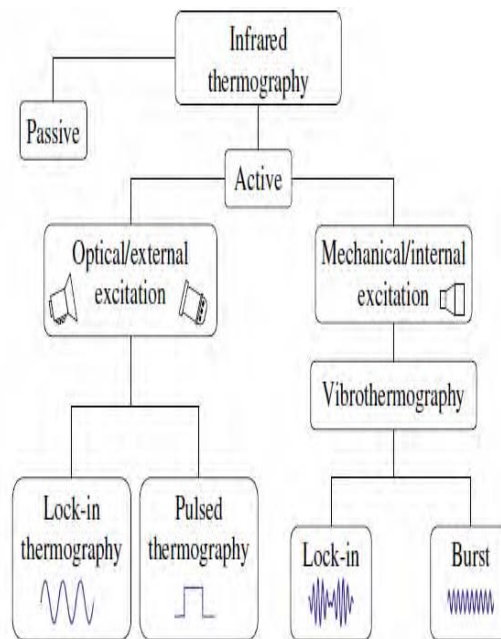 Infrared
thermography
Passive
Active
Optical/external
excitation
Mechanical/internal
excitation
Vibrothermography
Lock-in
thermography
Pulsed
thermography
Lock-in
Burst